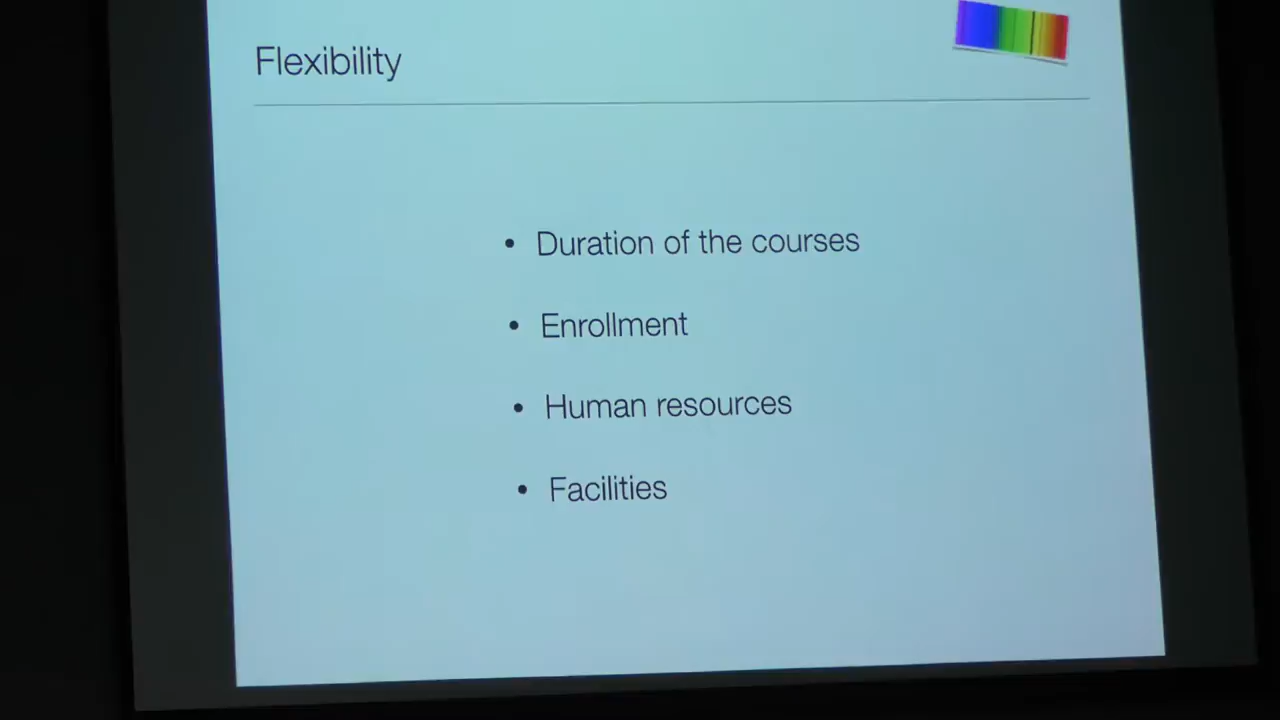 Flexibility
• Duration of the courses
• Enrollment
• Human resources
• Facilities